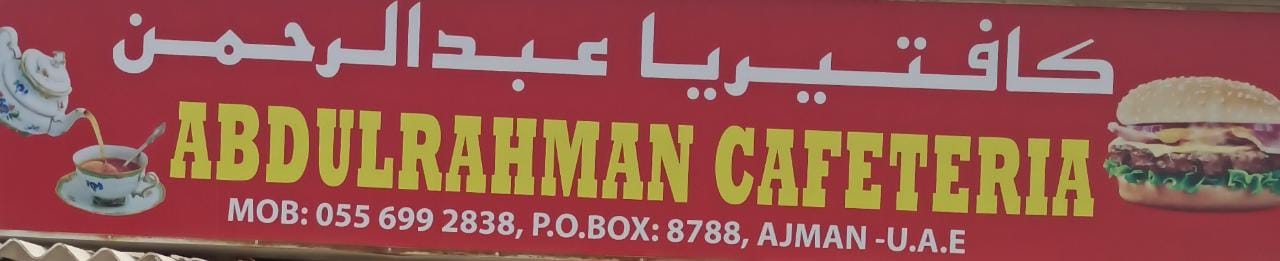 كافتيريا عبدالرحمن
ABDULRAHMAN CAFETERIA
MOB: 055 699 2838, P.O.BOX: 8788, AJMAN -U.A.E